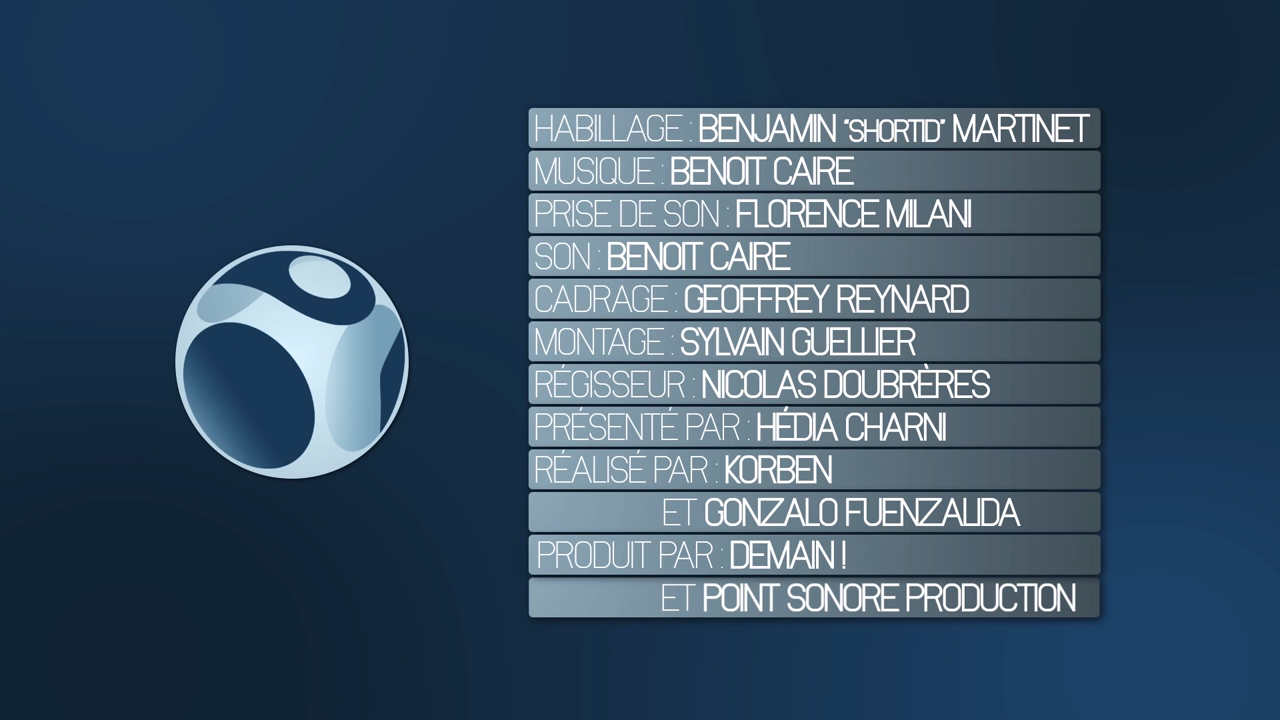 HABILLAGE : BENJAMIN "SHORTID" MARTINET
MUSIQUE : BENOIT CAIRE
PRISE DE SON : FLORENCE MILANI
SON : BENOIT CAIRE
CADRAGE : GEOFFREY REYNARD
MONTAGE : SYLVAIN GUELLIER
RÉGISSEUR : NICOLAS DOUBRÈRES
PRÉSENTÉ PAR : HÉDIA CHARNI
RÉALISÉ PAR : KORBEN
ET GONZALO FUENZALIDA
PRODUIT PAR : DEMAIN !
ET POINT SONORE PRODUCTION